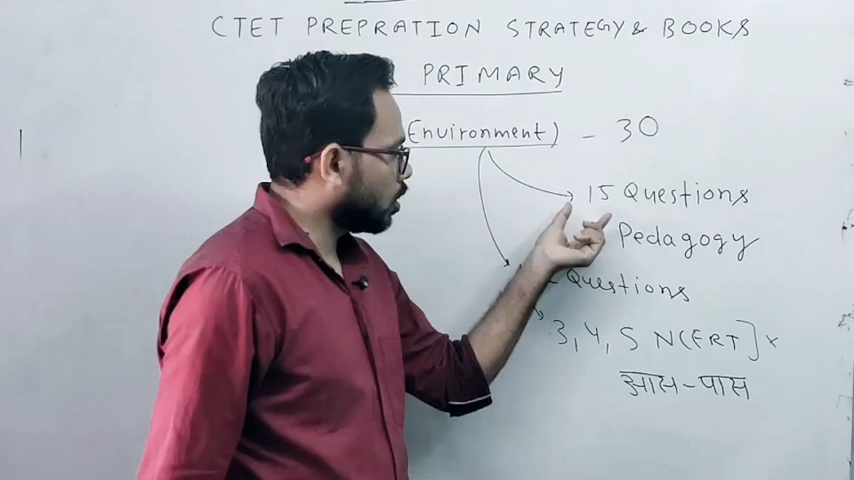 CTET PREPRATION STRATEGY & BOOKS
PRIMARY
(Environment) - 30
15 Questions
Pedagogy
Questions
3, 4, 5 NCERT] x
आस-पास